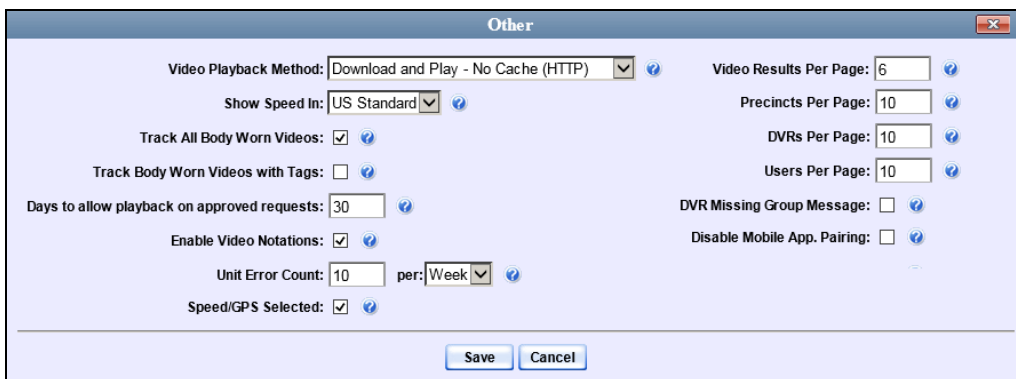 Other
Video Playback Method: Download and Play - No Cache (HTTP)
Show Speed In: US Standard
Track All Body Worn Videos:
Track Body Worn Videos with Tags:
Days to allow playback on approved requests: 30
Enable Video Notations:
Unit Error Count: 10 per: Week
Speed/GPS Selected:
Video Results Per Page: 6
Precincts Per Page: 10
DVRs Per Page: 10
Users Per Page: 10
DVR Missing Group Message:
Disable Mobile App. Pairing:
Save Cancel